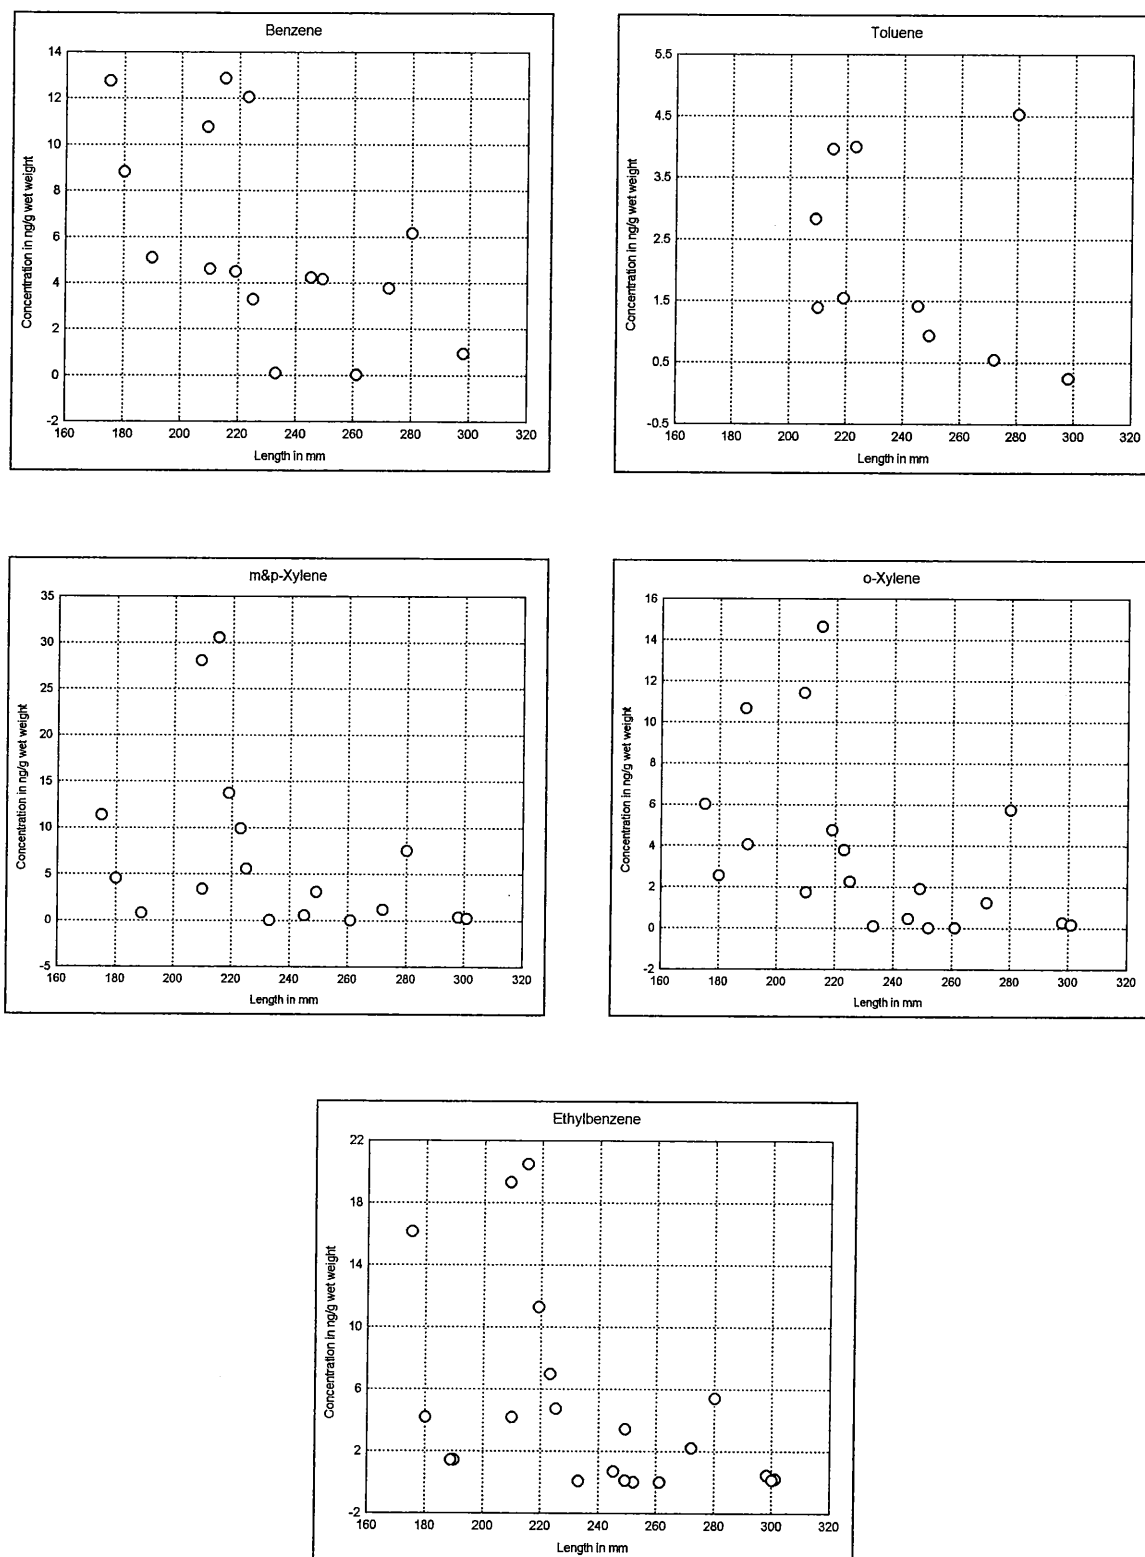 Benzene
Concentration in ng/g wet weight
14
12
10
8
6
4
2
0
-2
160 180 200 220 240 260 280 300 320
Length in mm
Toluene
Concentration in ng/g wet weight
5.5
4.5
3.5
2.5
1.5
0.5
-0.5
160 180 200 220 240 260 280 300 320
Length in mm
m&p-Xylene
Concentration in ng/g wet weight
35
30
25
20
15
10
5
0
-5
160 180 200 220 240 260 280 300 320
Length in mm
o-Xylene
Concentration in ng/g wet weight
16
14
12
10
8
6
4
2
0
-2
160 180 200 220 240 260 280 300 320
Length in mm
Ethylbenzene
Concentration in ng/g wet weight
22
18
14
10
6
2
-2
160 180 200 220 240 260 280 300 320
Length in mm